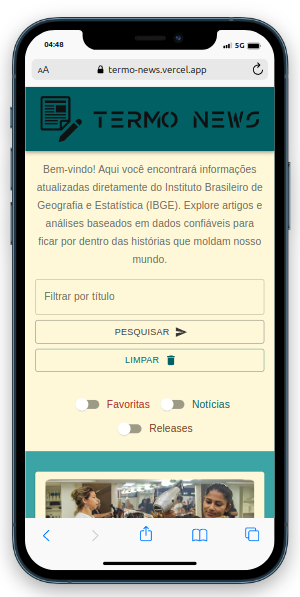 04:48
5G
AA termo-news.vercel.app
TERMO NEWS
Bem-vindo! Aqui você encontrará informações
atualizadas diretamente do Instituto Brasileiro de
Geografia e Estatística (IBGE). Explore artigos e
análises baseados em dados confiáveis para
ficar por dentro das histórias que moldam nosso
mundo.
Filtrar por título
PESQUISAR
LIMPAR
Favoritas Notícias
Releases